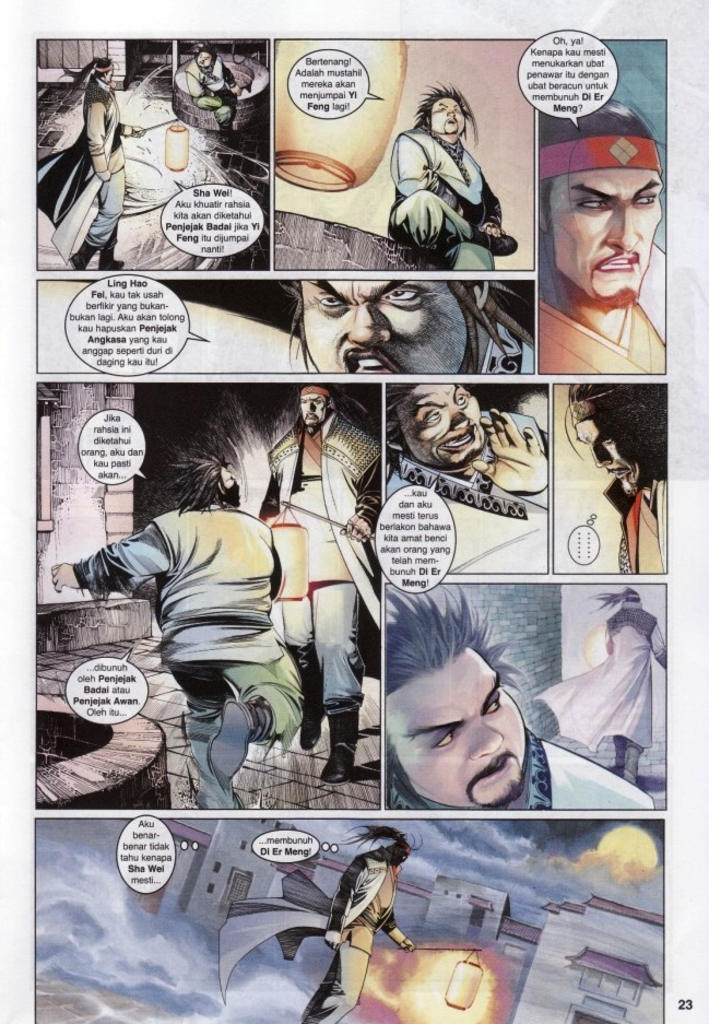 Sha Wei!
Aku khuatir rahsia
kita akan diketahui
Penjejak Badai jika Yi
Feng itu dijumpai
nanti!
Bertenang!
Adalah mustahil
mereka akan
menjumpai Yi
Feng lagi!
Oh, ya!
Kenapa kau mesti
menukarkan ubat
penawar itu dengan
ubat beracun untuk
membunuh Di Er
Meng?
Ling Hao
Fei, kau tak usah
berfikir yang bukan-
bukan lagi. Aku akan tolong
kau hapuskan Penjejak
Angkasa yang kau
anggap seperti duri di
daging kau itu!
Jika
rahsia ini
diketahui
orang, aku dan
kau pasti
akan...
...dibunuh
oleh Penjejak
Badai atau
Penjejak Awan.
Oleh itu...
...kau
dan aku
mesti terus
berlakon bahawa
kita amat benci
akan orang yang
telah mem-
bunuh Di Er
Meng!
......
Aku
benar-
benar tidak
tahu kenapa
Sha Wei
mesti...
...membunuh
Di Er Meng!
23